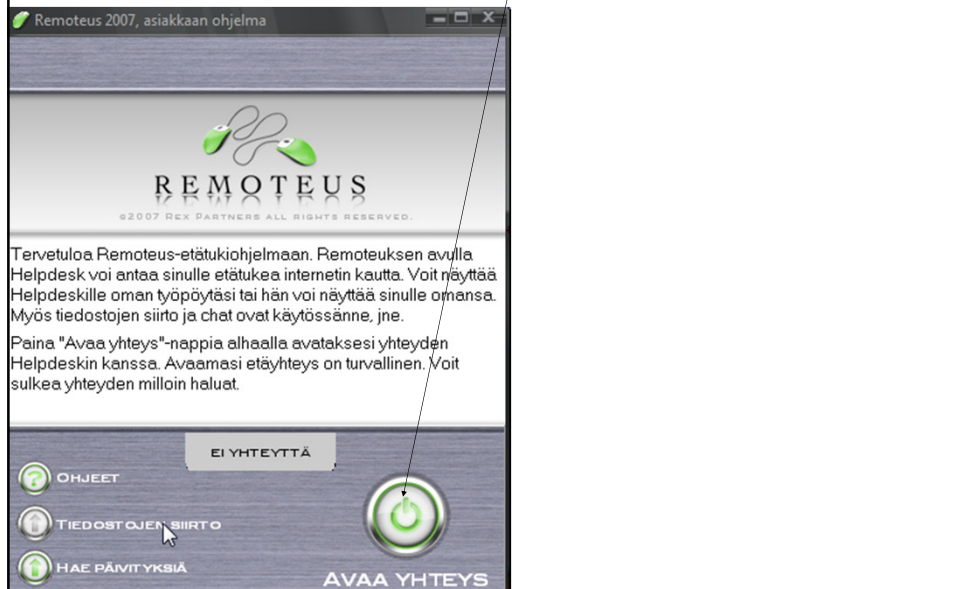 Remoteus 2007, asiakkaan ohjelma
REMOTEUS
©2007 REX PARTNERS ALL RIGHTS RESERVED.
Tervetuloa Remoteus-etätukiohjelmaan. Remoteuksen avulla
Helpdesk voi antaa sinulle etätukea internetin kautta. Voit näyttää
Helpdeskille oman työpöytäsi tai hän voi näyttää sinulle omansa.
Myös tiedostojen siirto ja chat ovat käytössänne, jne.
Paina "Avaa yhteys"-nappia alhaalla avataksesi yhteyden
Helpdeskin kanssa. Avaamasi etäyhteys on turvallinen. Voit
sulkea yhteyden milloin haluat.
EI YHTEYTTÄ
OHJEET
TIEDOSTOJEN SIIRTO
HAE PÄIVITYKSIÄ
AVAA YHTEYS